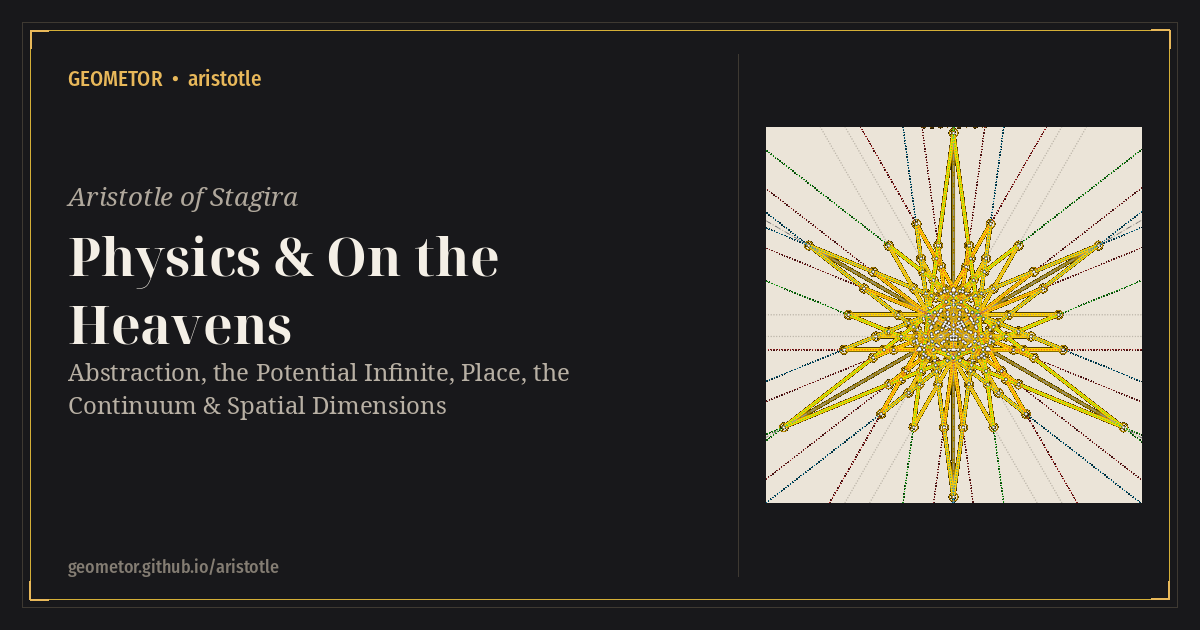 GEOMETOR • aristotle
Aristotle of Stagira
Physics & On the
Heavens
Abstraction, the Potential Infinite, Place, the
Continuum & Spatial Dimensions
geometor.github.io/aristotle